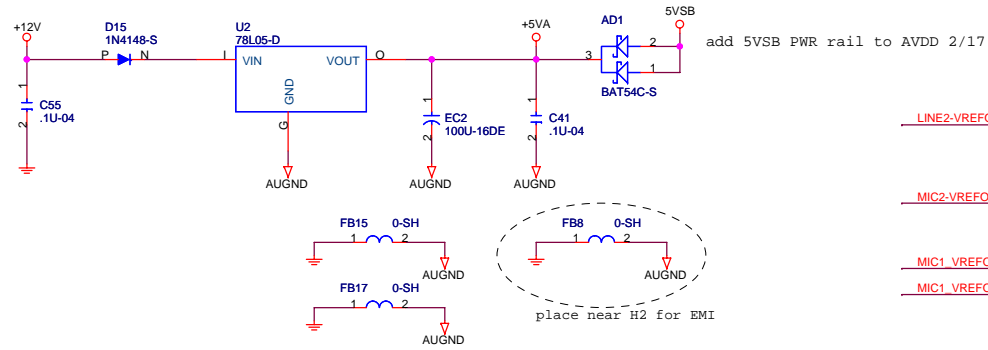 +12V
D15
1N4148-S
P
N
U2
78L05-D
I
VIN
VOUT
O
GND
G
AUGND
1
C55
.1U-04
2
1
EC2
100U-16DE
2
AUGND
+5VA
1
C41
.1U-04
2
AUGND
AD1
3
2
1
BAT54C-S
5VSB
add 5VSB PWR rail to AVDD 2/17
LINE2-VREFO
MIC2-VREFO
MIC1_VREFO
MIC1_VREFO
FB15
0-SH
1
2
AUGND
FB8
0-SH
1
2
AUGND
FB17
0-SH
1
2
AUGND
place near H2 for EMI